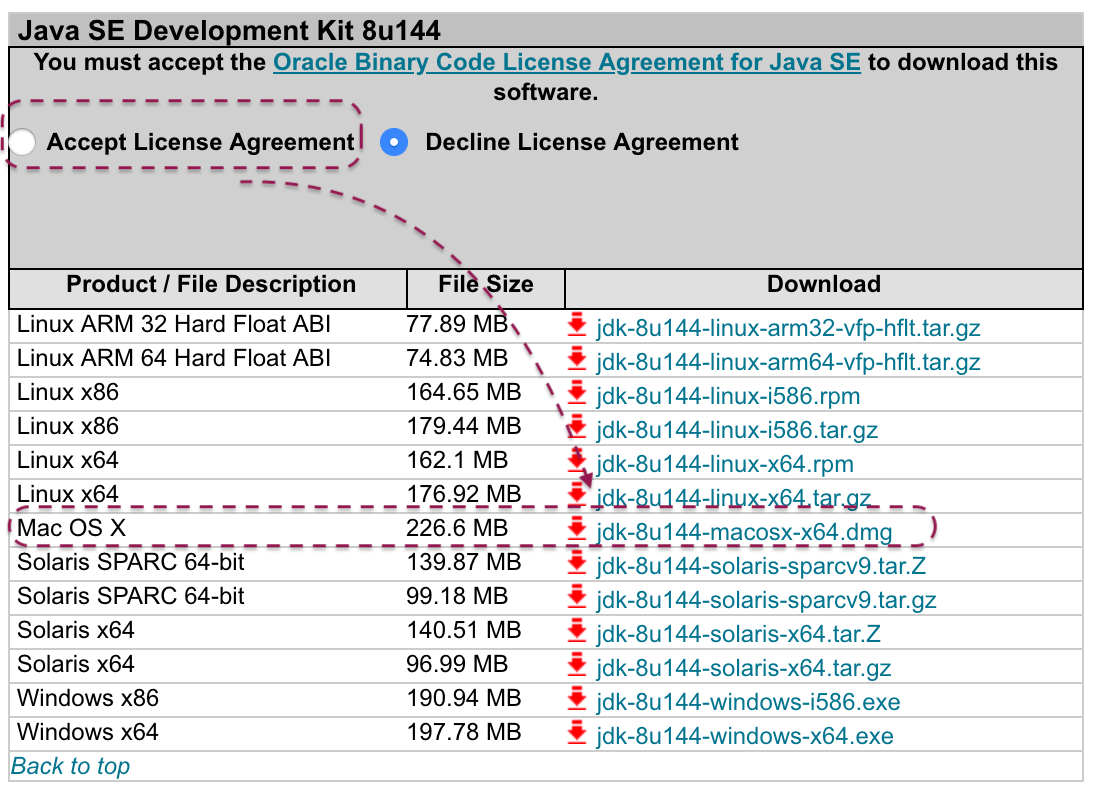 Java SE Development Kit 8u144
You must accept the Oracle Binary Code License Agreement for Java SE to download this
software.
Accept License Agreement Decline License Agreement
Product / File Description File Size Download
Linux ARM 32 Hard Float ABI 77.89 MB jdk-8u144-linux-arm32-vfp-hflt.tar.gz
Linux ARM 64 Hard Float ABI 74.83 MB jdk-8u144-linux-arm64-vfp-hflt.tar.gz
Linux x86 164.65 MB jdk-8u144-linux-i586.rpm
Linux x86 179.44 MB jdk-8u144-linux-i586.tar.gz
Linux x64 162.1 MB jdk-8u144-linux-x64.rpm
Linux x64 176.92 MB jdk-8u144-linux-x64.tar.gz
Mac OS X 226.6 MB jdk-8u144-macosx-x64.dmg
Solaris SPARC 64-bit 139.87 MB jdk-8u144-solaris-sparcv9.tar.Z
Solaris SPARC 64-bit 99.18 MB jdk-8u144-solaris-sparcv9.tar.gz
Solaris x64 140.51 MB jdk-8u144-solaris-x64.tar.Z
Solaris x64 96.99 MB jdk-8u144-solaris-x64.tar.gz
Windows x86 190.94 MB jdk-8u144-windows-i586.exe
Windows x64 197.78 MB jdk-8u144-windows-x64.exe
Back to top